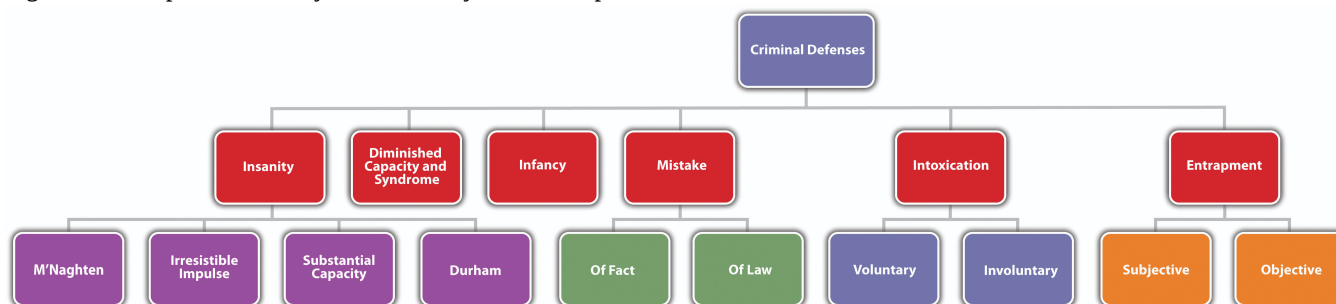 Criminal Defenses
Insanity
Diminished
Capacity and
Syndrome
Infancy
Mistake
Intoxication
Entrapment
M'Naghten
Irresistible
Impulse
Substantial
Capacity
Durham
Of Fact
Of Law
Voluntary
Involuntary
Subjective
Objective